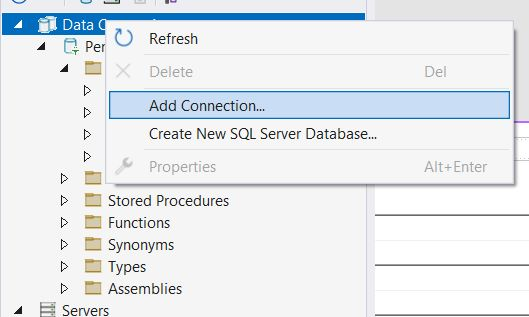 Data C
Refresh
Per
Delete Del
Add Connection...
Create New SQL Server Database...
Properties Alt+Enter
Stored Procedures
Functions
Synonyms
Types
Assemblies
Servers